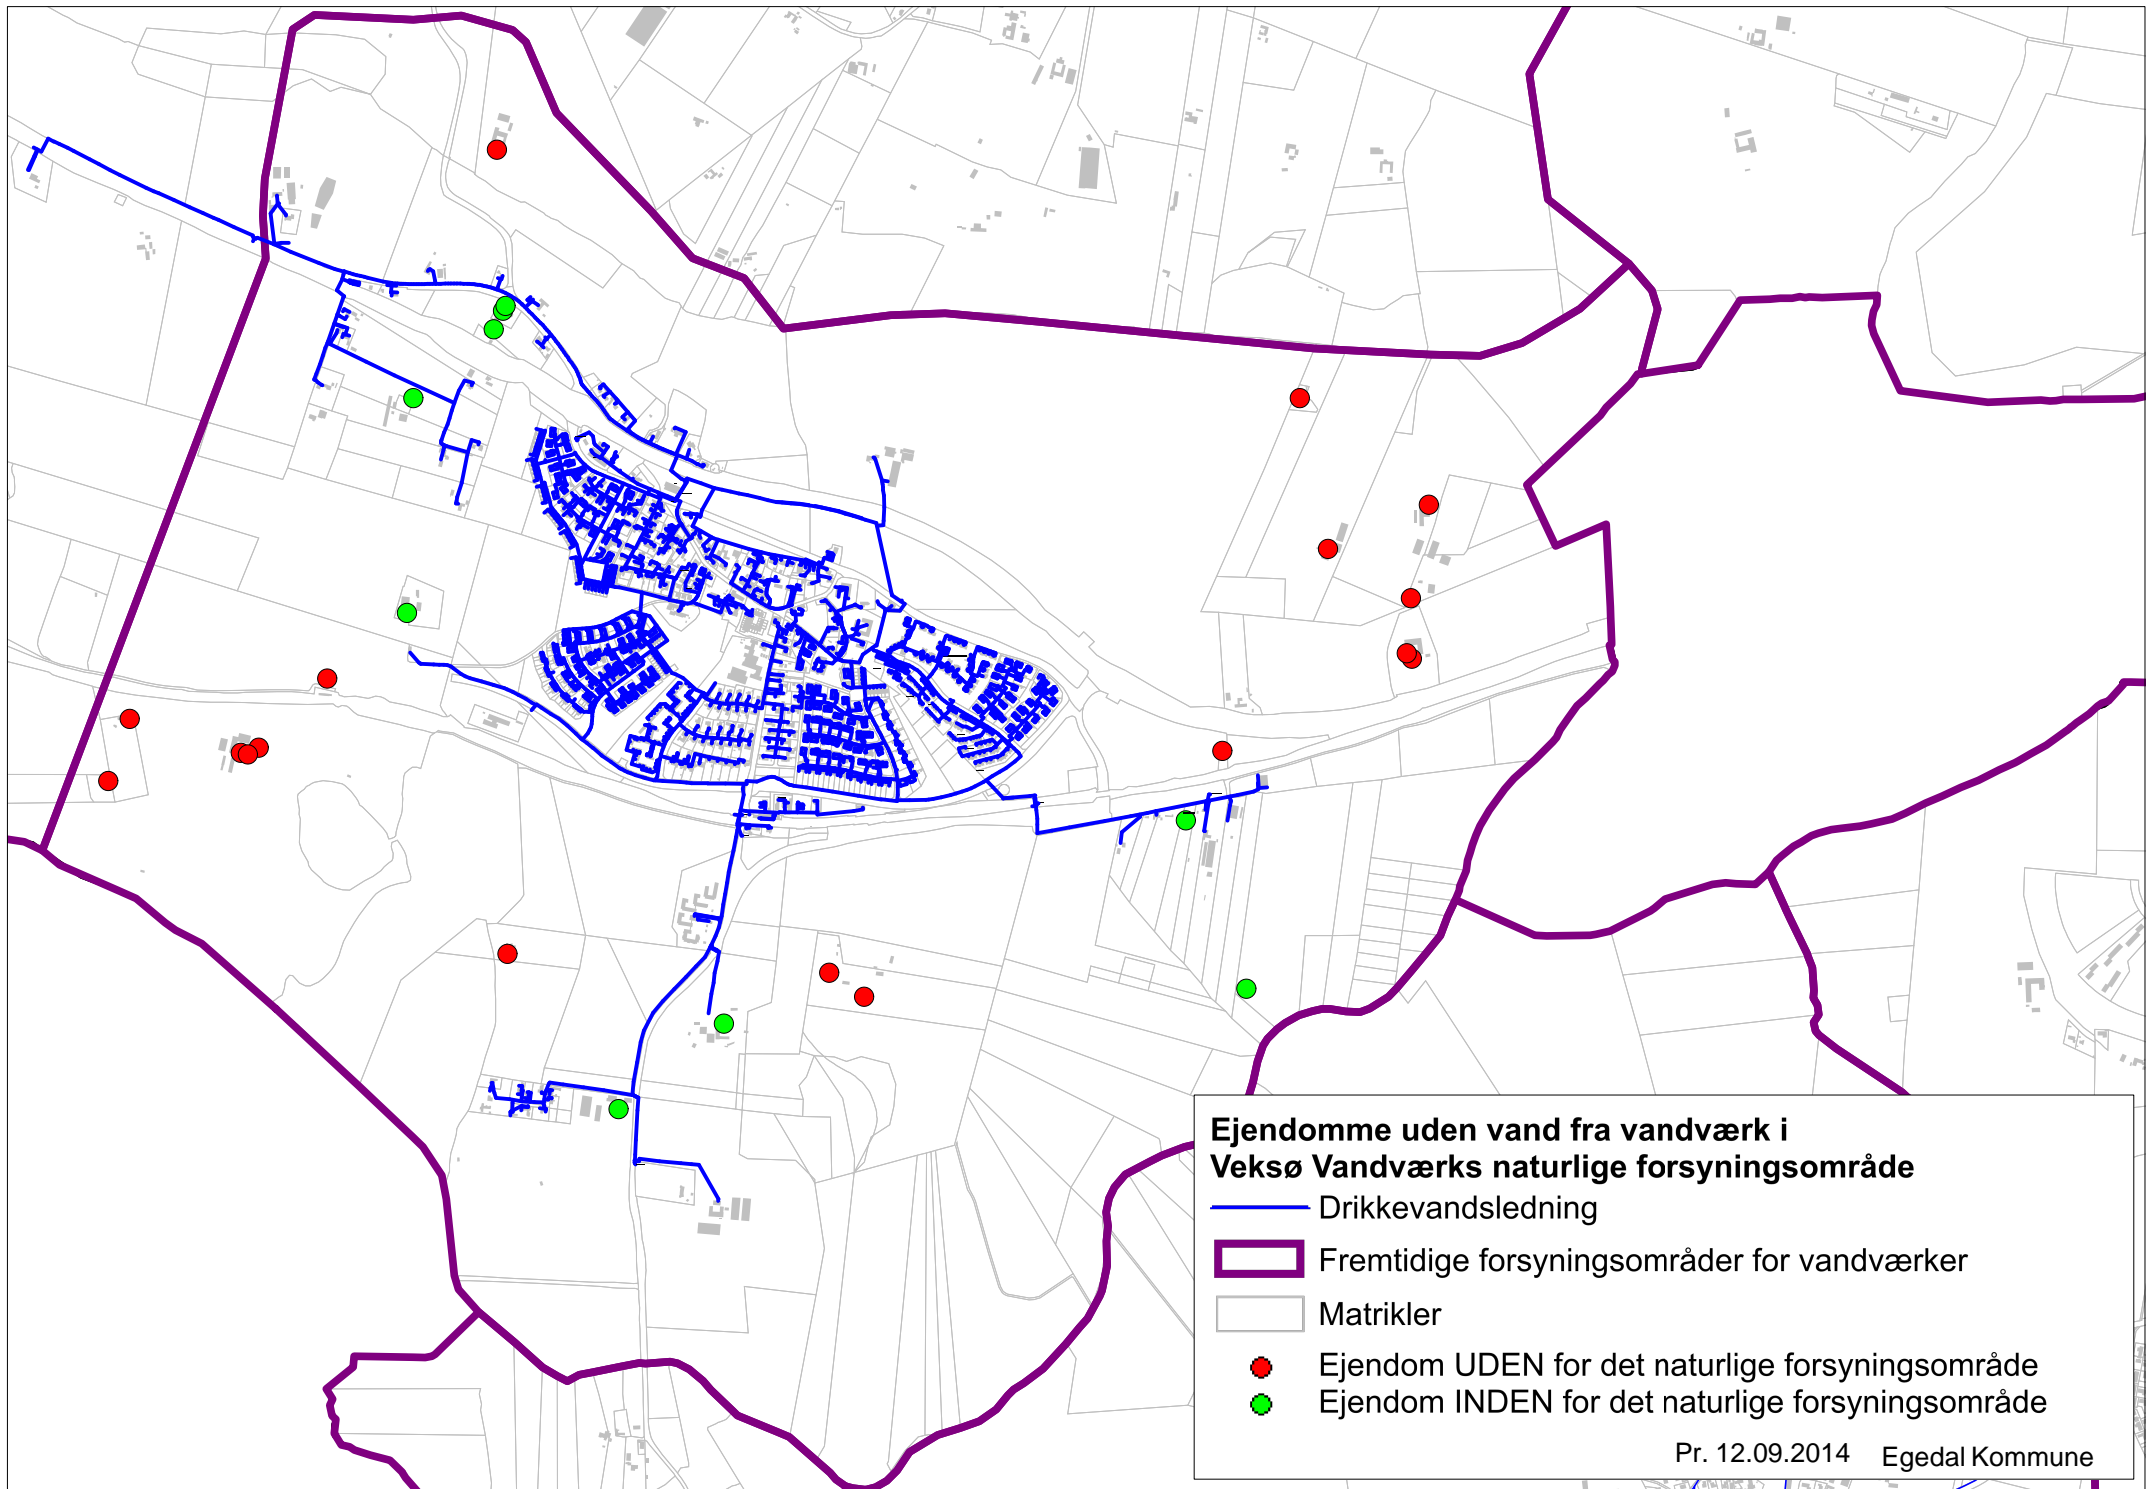 Ejendomme uden vand fra vandværk i
Veksø Vandværks naturlige forsyningsområde
Drikkevandsledning
Fremtidige forsyningsområder for vandværker
Matrikler
Ejendom UDEN for det naturlige forsyningsområde
Ejendom INDEN for det naturlige forsyningsområde
Pr. 12.09.2014 Egedal Kommune